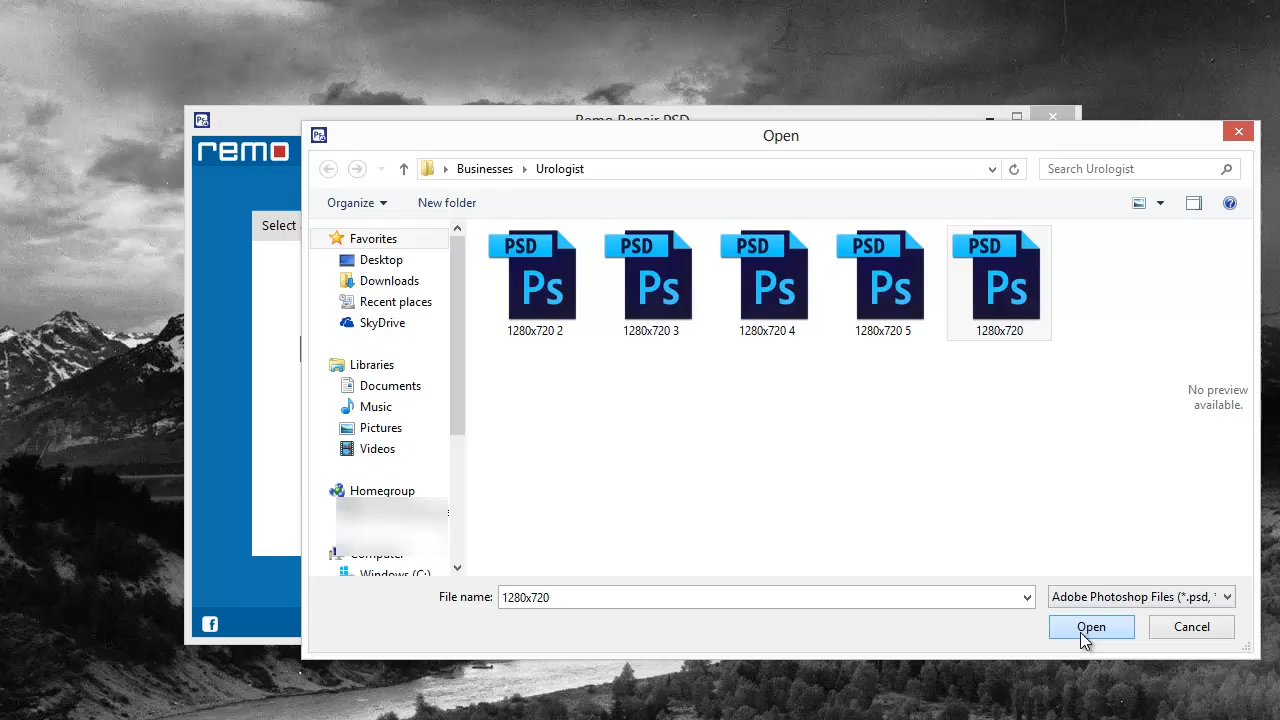 Remo Repair PSD
remo
Select
Open
Businesses
Urologist
Search Urologist
Organize
New folder
Favorites
Desktop
Downloads
Recent places
SkyDrive
Libraries
Documents
Music
Pictures
Videos
Homegroup
Computer
Windows (C:)
PSD
Ps
1280x720 2
PSD
Ps
1280x720 3
PSD
Ps
1280x720 4
PSD
Ps
1280x720 5
PSD
Ps
1280x720
No preview
available.
File name:
1280x720
Adobe Photoshop Files (*.psd,
Open
Cancel